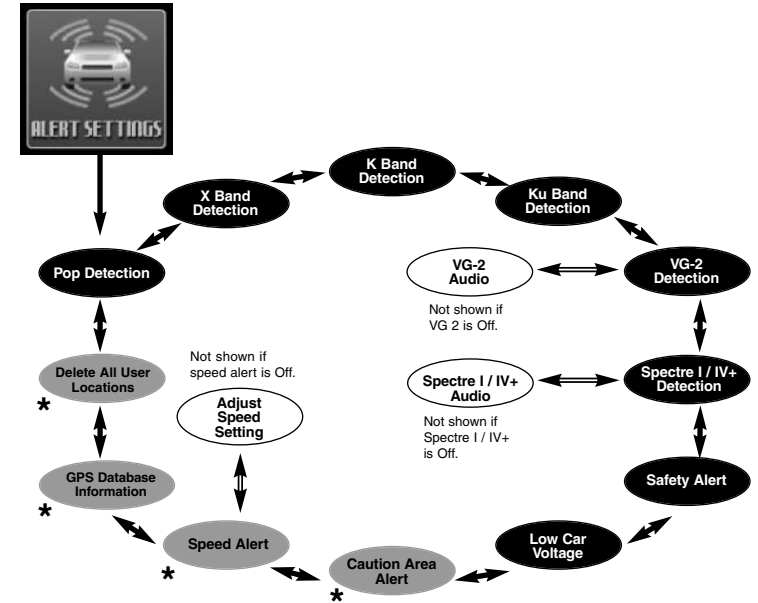 ALERT SETTINGS
K Band
Detection
X Band
Detection
Ku Band
Detection
Pop Detection
VG-2
Audio
VG-2
Detection
Not shown if
VG 2 is Off.
Delete All User
Locations
*
Not shown if
speed alert is Off.
Adjust
Speed
Setting
Spectre I / IV+
Audio
Spectre I / IV+
Detection
Not shown if
Spectre I / IV+
is Off.
GPS Database
Information
*
Safety Alert
Speed Alert
*
Low Car
Voltage
Caution Area
Alert
*